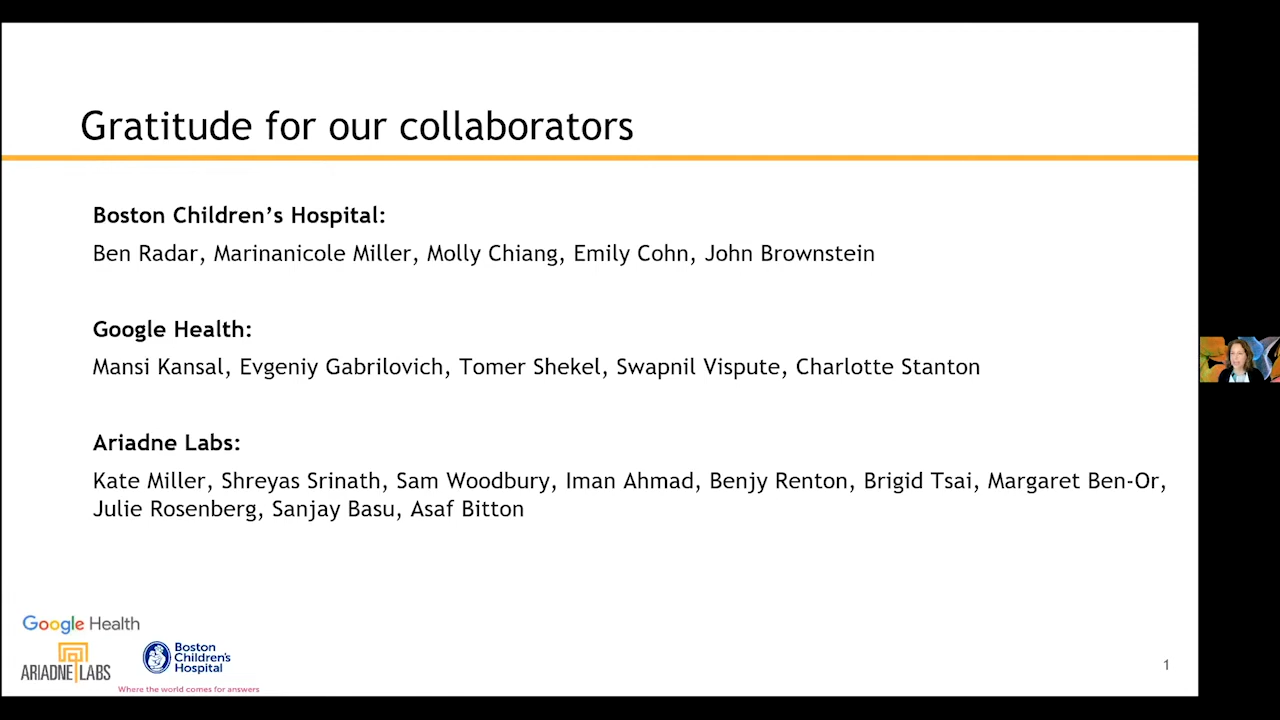 Gratitude for our collaborators
Boston Children’s Hospital:
Ben Radar, Marinanicole Miller, Molly Chiang, Emily Cohn, John Brownstein
Google Health:
Mansi Kansal, Evgeniy Gabrilovich, Tomer Shekel, Swapnil Vispute, Charlotte Stanton
Ariadne Labs:
Kate Miller, Shreyas Srinath, Sam Woodbury, Iman Ahmad, Benjy Renton, Brigid Tsai, Margaret Ben-Or,
Julie Rosenberg, Sanjay Basu, Asaf Bitton
Google Health
ARIADNE LABS
Boston
Children's
Hospital
Where the world comes for answers
1